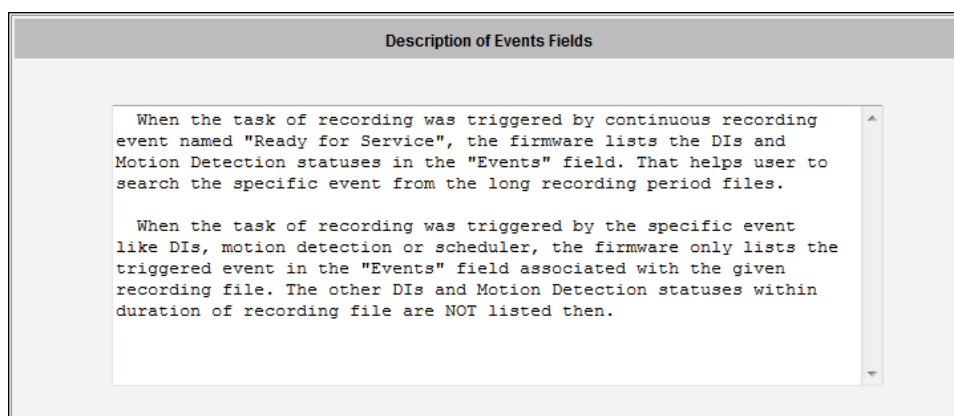 Description of Events Fields
When the task of recording was triggered by continuous recording
event named "Ready for Service", the firmware lists the DIs and
Motion Detection statuses in the "Events" field. That helps user to
search the specific event from the long recording period files.
When the task of recording was triggered by the specific event
like DIs, motion detection or scheduler, the firmware only lists the
triggered event in the "Events" field associated with the given
recording file. The other DIs and Motion Detection statuses within
duration of recording file are NOT listed then.